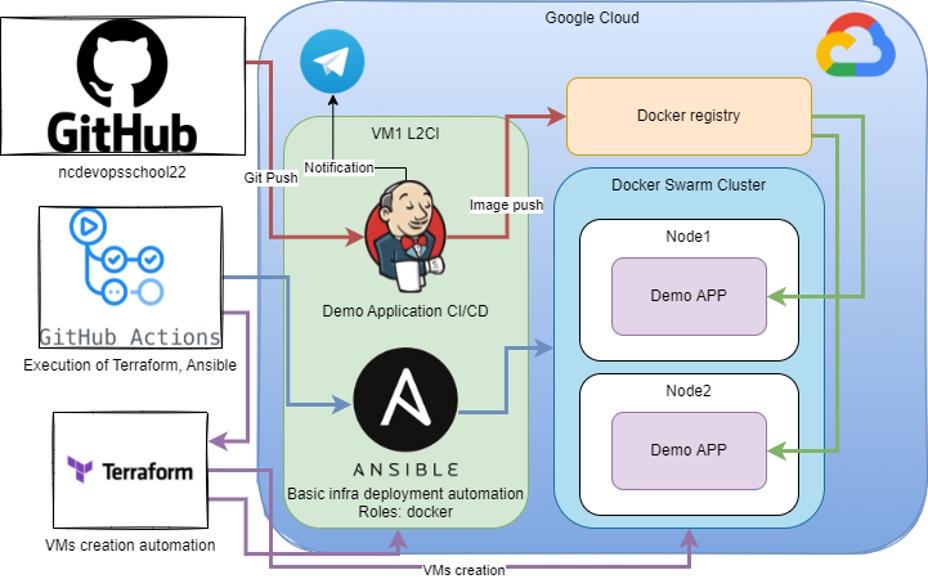 Google Cloud
GitHub
ncdevopsschool22
Git Push
VM1 L2CI
Notification
Image push
Demo Application CI/CD
Docker registry
Docker Swarm Cluster
Node1
Demo APP
Node2
Demo APP
GitHub Actions
Execution of Terraform, Ansible
ANSIBLE
Basic infra deployment automation
Roles: docker
Terraform
VMs creation automation
VMs creation